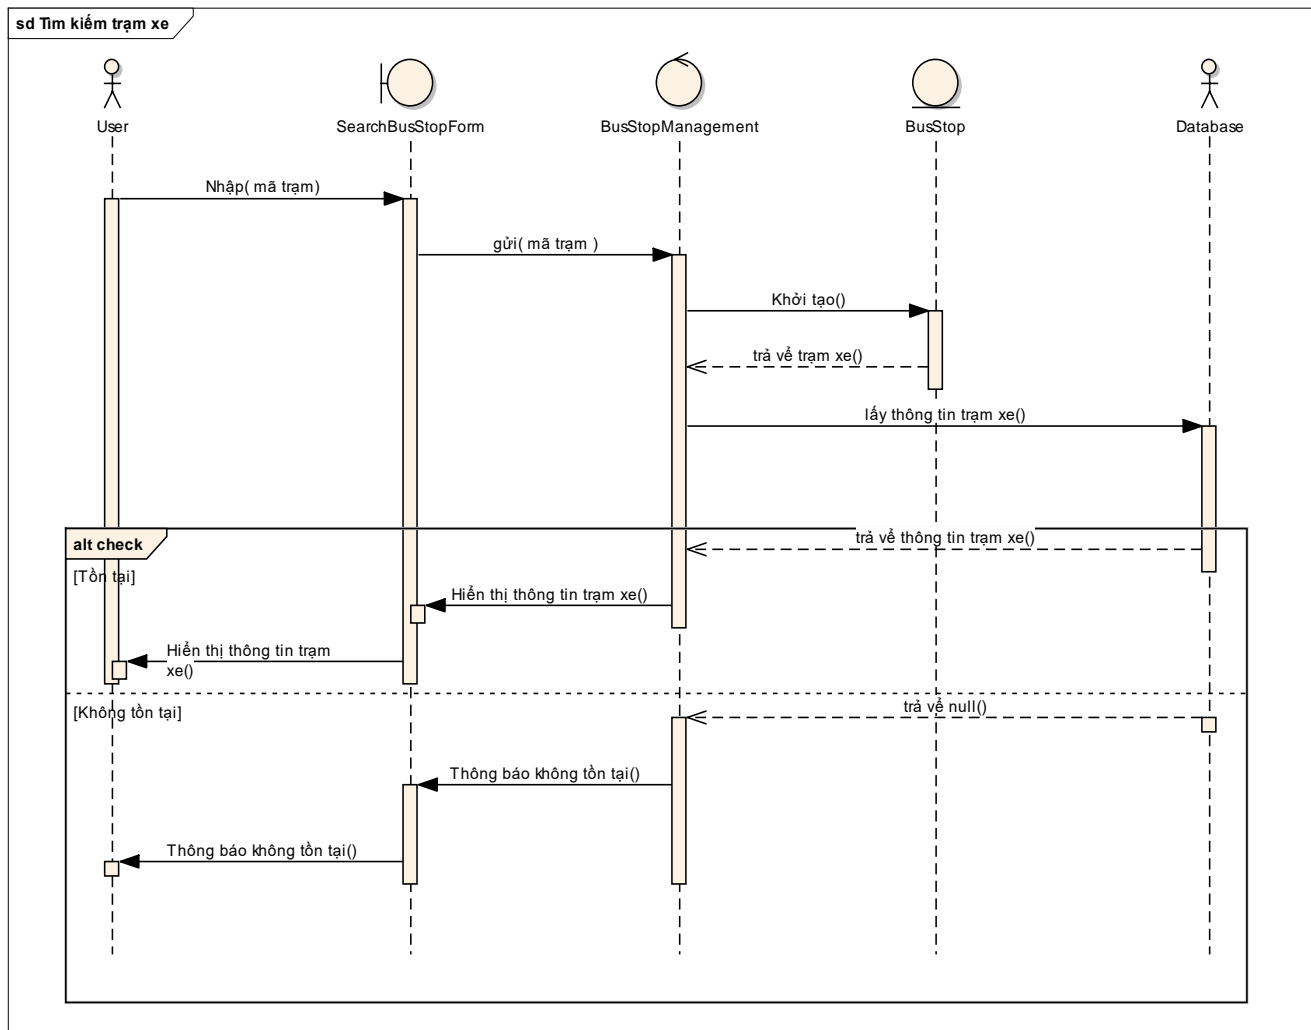 sd Tìm kiếm trạm xe
User
SearchBusStopForm
BusStopManagement
BusStop
Database
Nhập( mã trạm)
gửi( mã trạm )
Khởi tạo()
trả về trạm xe()
lấy thông tin trạm xe()
alt check
trả về thông tin trạm xe()
[Tồn tại]
Hiển thị thông tin trạm xe()
Hiển thị thông tin trạm
xe()
[Không tồn tại]
trả về null()
Thông báo không tồn tại()
Thông báo không tồn tại()